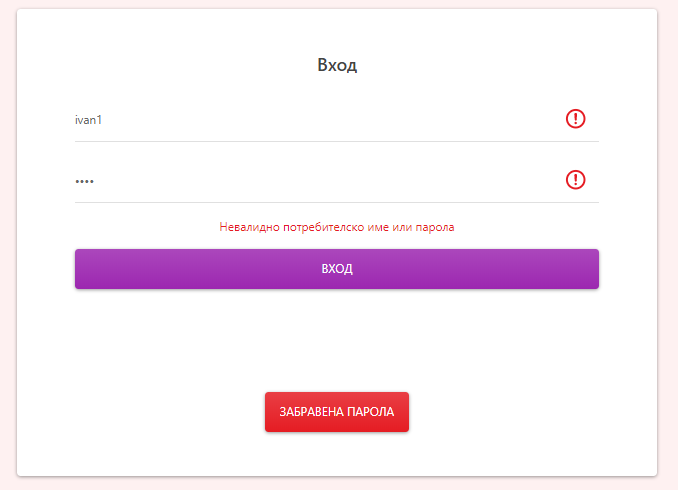 Вход
ivan1
••••
Невалидно потребителско име или парола
ВХОД
ЗАБРАВЕНА ПАРОЛА